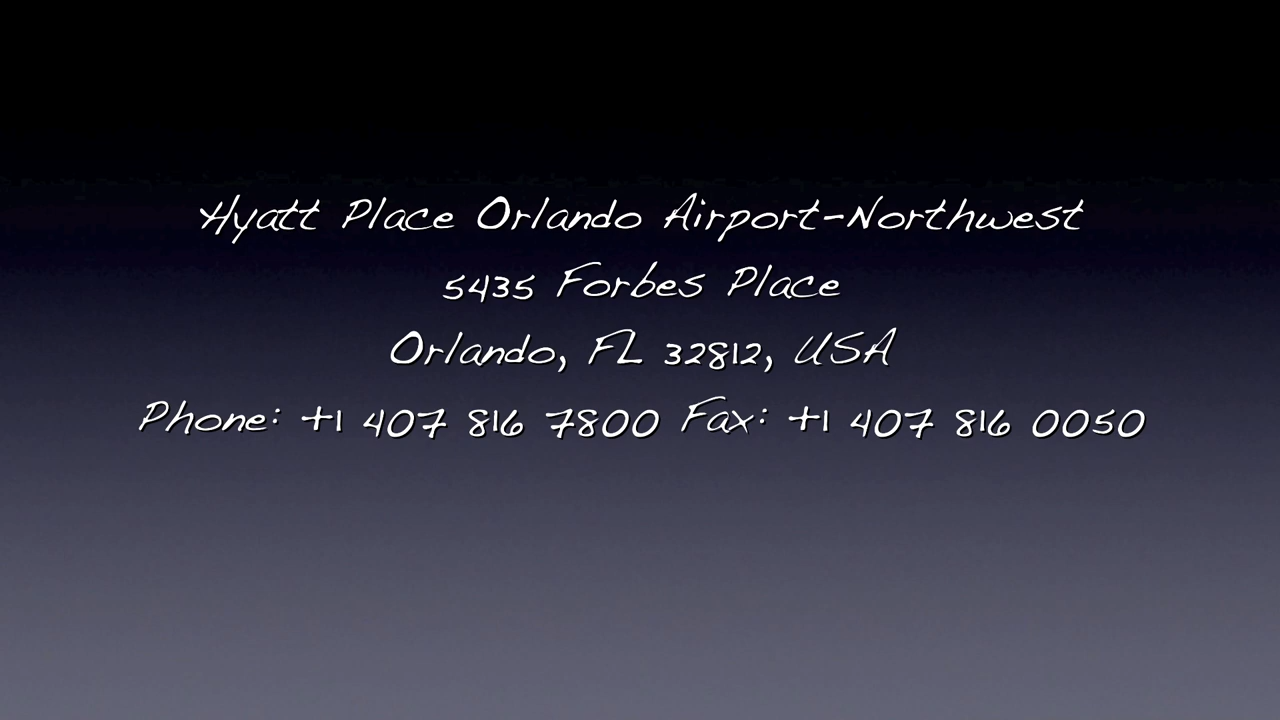 Hyatt Place Orlando Airport-Northwest
5435 Forbes Place
Orlando, FL 32812, USA
Phone: +1 407 816 7800 Fax: +1 407 816 0050